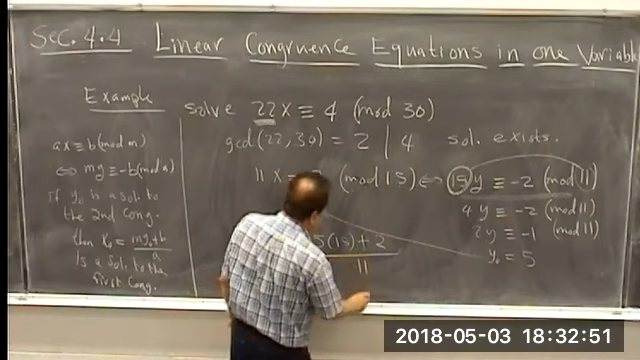 Sec. 4.4 Linear Congruence Equations in one Variable
Example
solve 22x ≡ 4 (mod 30)
gcd(22, 30) = 2 | 4 sol. exists.
11x ≡ (mod 15) ⇔ 15y ≡ -2 (mod 11)
4y ≡ -2 (mod 11)
2y ≡ -1 (mod 11)
y₀ = 5
5(15) + 2
11
ax ≡ b (mod m)
⇔ my ≡ -b (mod a)
If y₀ is a sol. to
the 2nd Cong.
then x₀ = my₀ + b / a
Is a sol. to the
first Cong.
2018-05-03 18:32:51